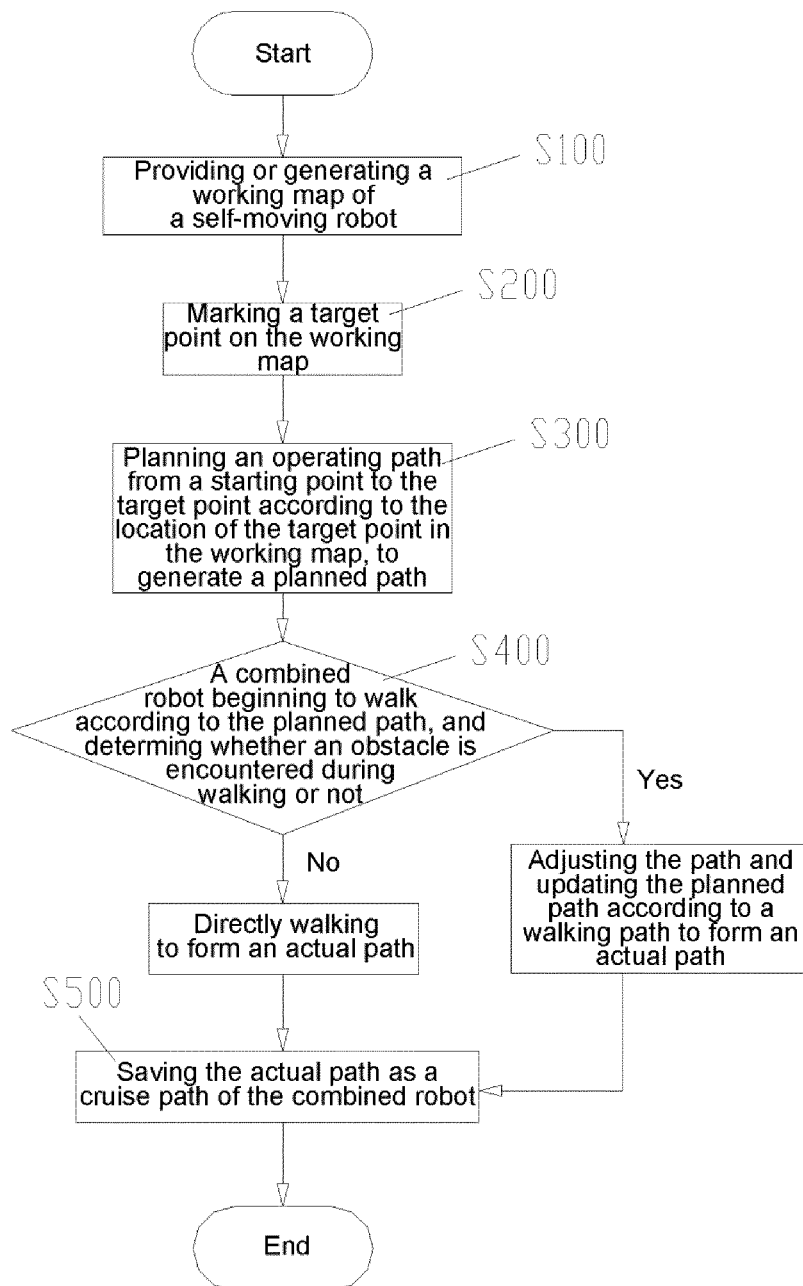 Start
S100
Providing or generating a
working map of
a self-moving robot
S200
Marking a target
point on the working
map
S300
Planning an operating path
from a starting point to the
target point according to the
location of the target point in
the working map, to
generate a planned path
S400
A combined
robot beginning to walk
according to the planned path, and
determing whether an obstacle is
encountered during
walking or not
Yes
No
Adjusting the path and
updating the planned
path according to a
walking path to form an
actual path
Directly walking
to form an actual path
S500
Saving the actual path as a
cruise path of the combined robot
End